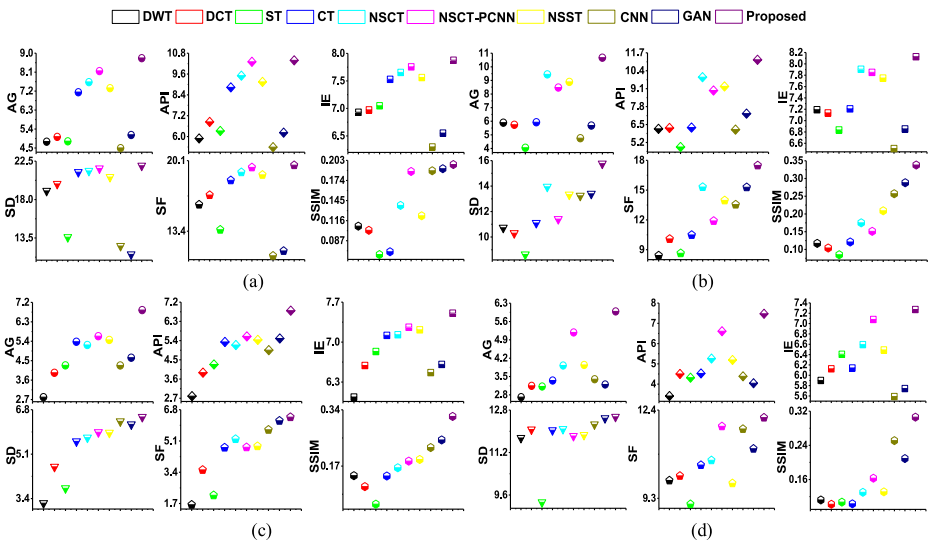 DWT DCT ST CT NSCT NSCT-PCNN NSST CNN GAN Proposed
AG 9.0 8.1 7.2 5.4 4.5
API 10.8 9.6 8.4 7.2 6.0
IE 8.0 7.5 7.0 6.5
AG 11 10 9 8 7 6 5 4
API 11.7 10.4 9.1 7.8 6.5 5.2
IE 8.2 8.0 7.8 7.6 7.4 7.2 7.0 6.8 6.6
SD 22.5 18.0 13.5
SF 20.1 13.4
SSIM 0.203 0.174 0.145 0.116 0.087
SD 16 14 12 10
SF 18 15 12 9
SSIM 0.35 0.30 0.25 0.20 0.15 0.10
(a) (b)
AG 7.2 6.3 5.4 4.5 3.6 2.7
API 7.2 6.3 5.4 4.5 3.6 2.7
IE 7.7 7.0 6.3
AG 6.3 5.6 4.9 4.2 3.5 2.8
API 8 7 6 5 4
IE 7.4 7.2 7.0 6.8 6.6 6.4 6.2 6.0 5.8 5.6
SD 6.8 5.1 3.4
SF 6.8 5.1 3.4 1.7
SSIM 0.34 0.17
SD 12.8 11.2 9.6
SF 12.4 9.3
SSIM 0.32 0.24 0.16
(c) (d)